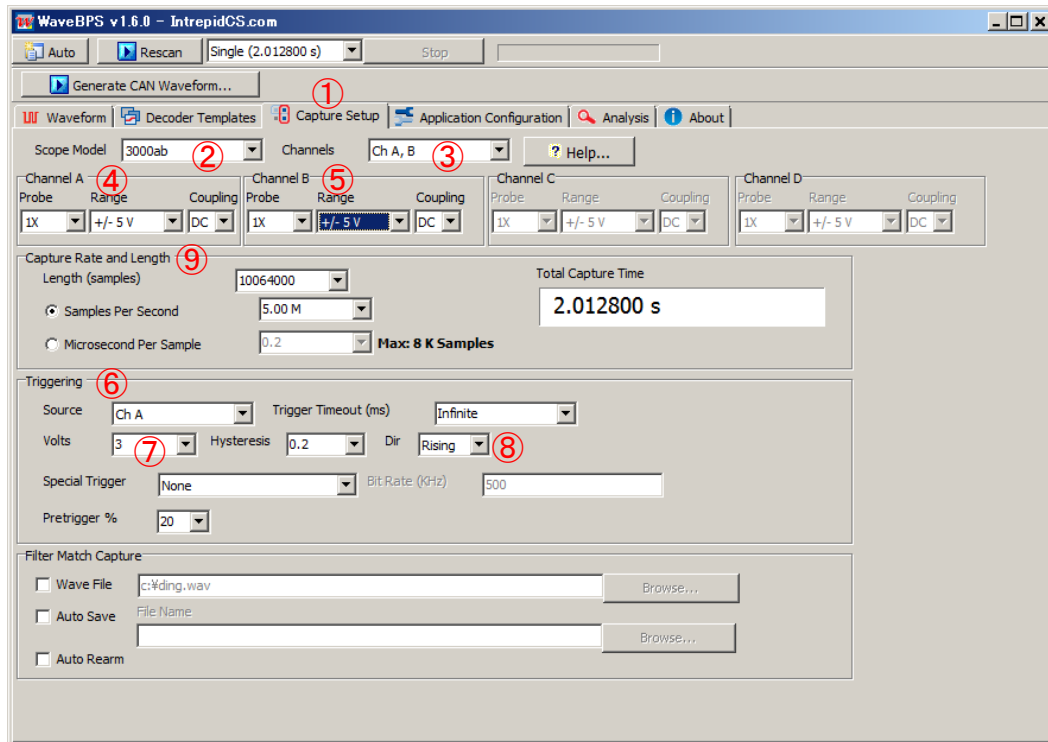 WaveBPS v1.6.0 - IntrepidCS.com
Auto Rescan Single (2.012800 s) Stop
Generate CAN Waveform...
①
Waveform Decoder Templates Capture Setup Application Configuration Analysis About
Scope Model 3000ab ② Channels Ch A, B ③ Help...
Channel A ④ Channel B ⑤ Channel C Channel D
Probe Range Coupling Probe Range Coupling Probe Range Coupling Probe Range Coupling
1X +/- 5 V DC 1X +/- 5 V DC 1X +/- 5 V DC 1X +/- 5 V DC
Capture Rate and Length ⑨
Length (samples) 10064000 Total Capture Time
Samples Per Second 5.00 M 2.012800 s
Microsecond Per Sample 0.2 Max: 8 K Samples
Triggering ⑥
Source Ch A Trigger Timeout (ms) Infinite
Volts 3 ⑦ Hysteresis 0.2 Dir Rising ⑧
Special Trigger None Bit Rate (KHz) 500
Pretrigger % 20
Filter Match Capture
Wave File c:¥ding.wav Browse...
Auto Save File Name
Browse...
Auto Rearm